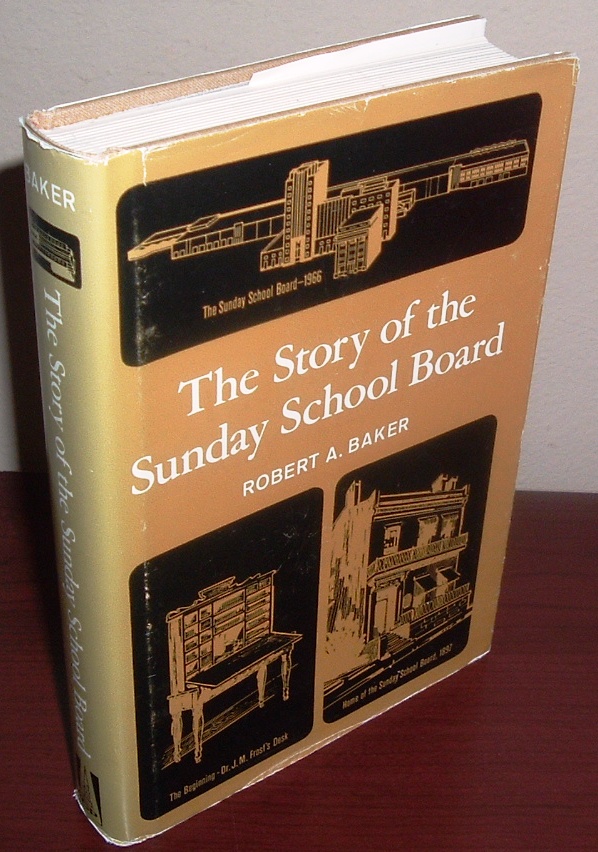 BAKER
The Story of the Sunday School Board
The Sunday School Board—1966
The Story of the
Sunday School Board
ROBERT A. BAKER
The Beginning - Dr. J. M. Frost's Desk
Home of the Sunday School Board, 1897